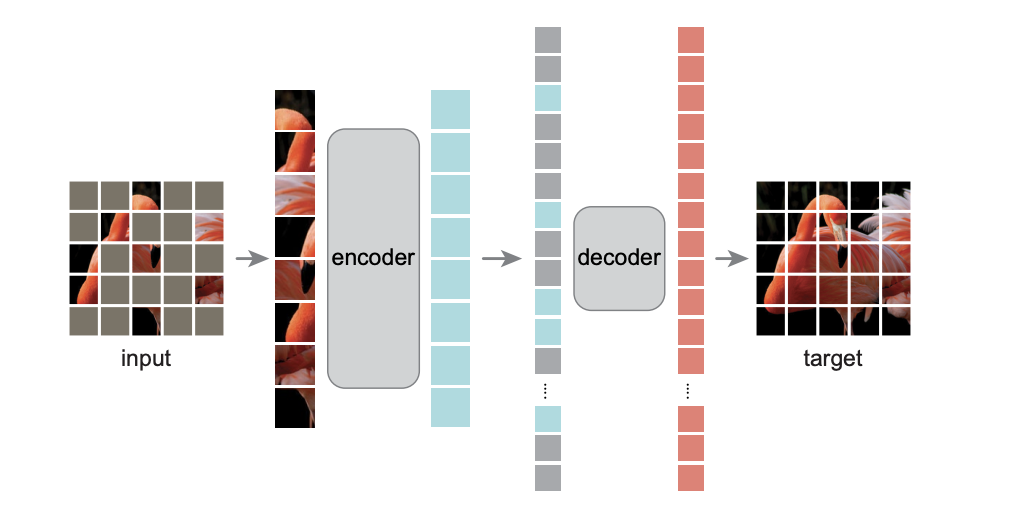 input
encoder
decoder
target